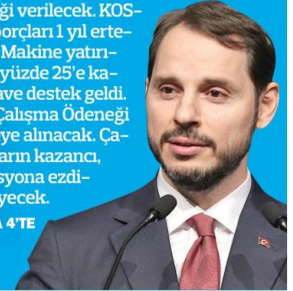 ği verilecek. KOS-
orçları 1 yıl erte-
Makine yatırı-
yüzde 25'e ka-
ave destek geldi.
Çalışma Ödeneği
ye alınacak. Ça-
arın kazancı,
syona ezdi-
yecek.
4'TE